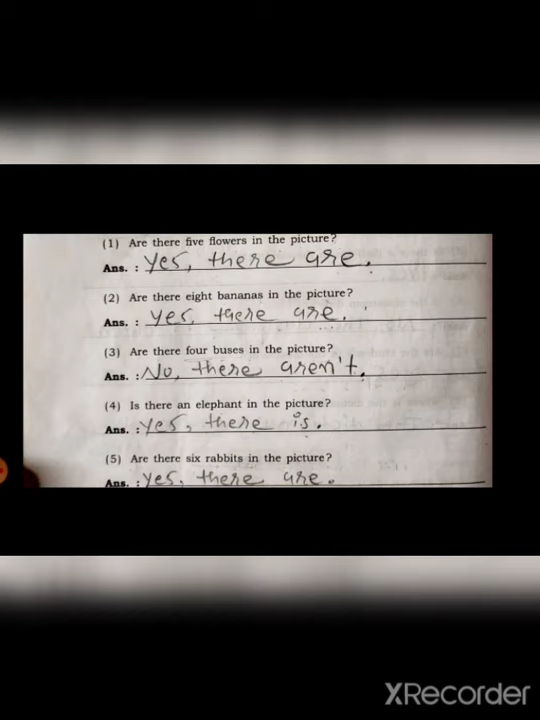 (1) Are there five flowers in the picture?
Ans. : Yes, there are.
(2) Are there eight bananas in the picture?
Ans. : Yes, there are.
(3) Are there four buses in the picture?
Ans. : No, there aren't.
(4) Is there an elephant in the picture?
Ans. : Yes, there is.
(5) Are there six rabbits in the picture?
Ans. : Yes, there are.
XRecorder